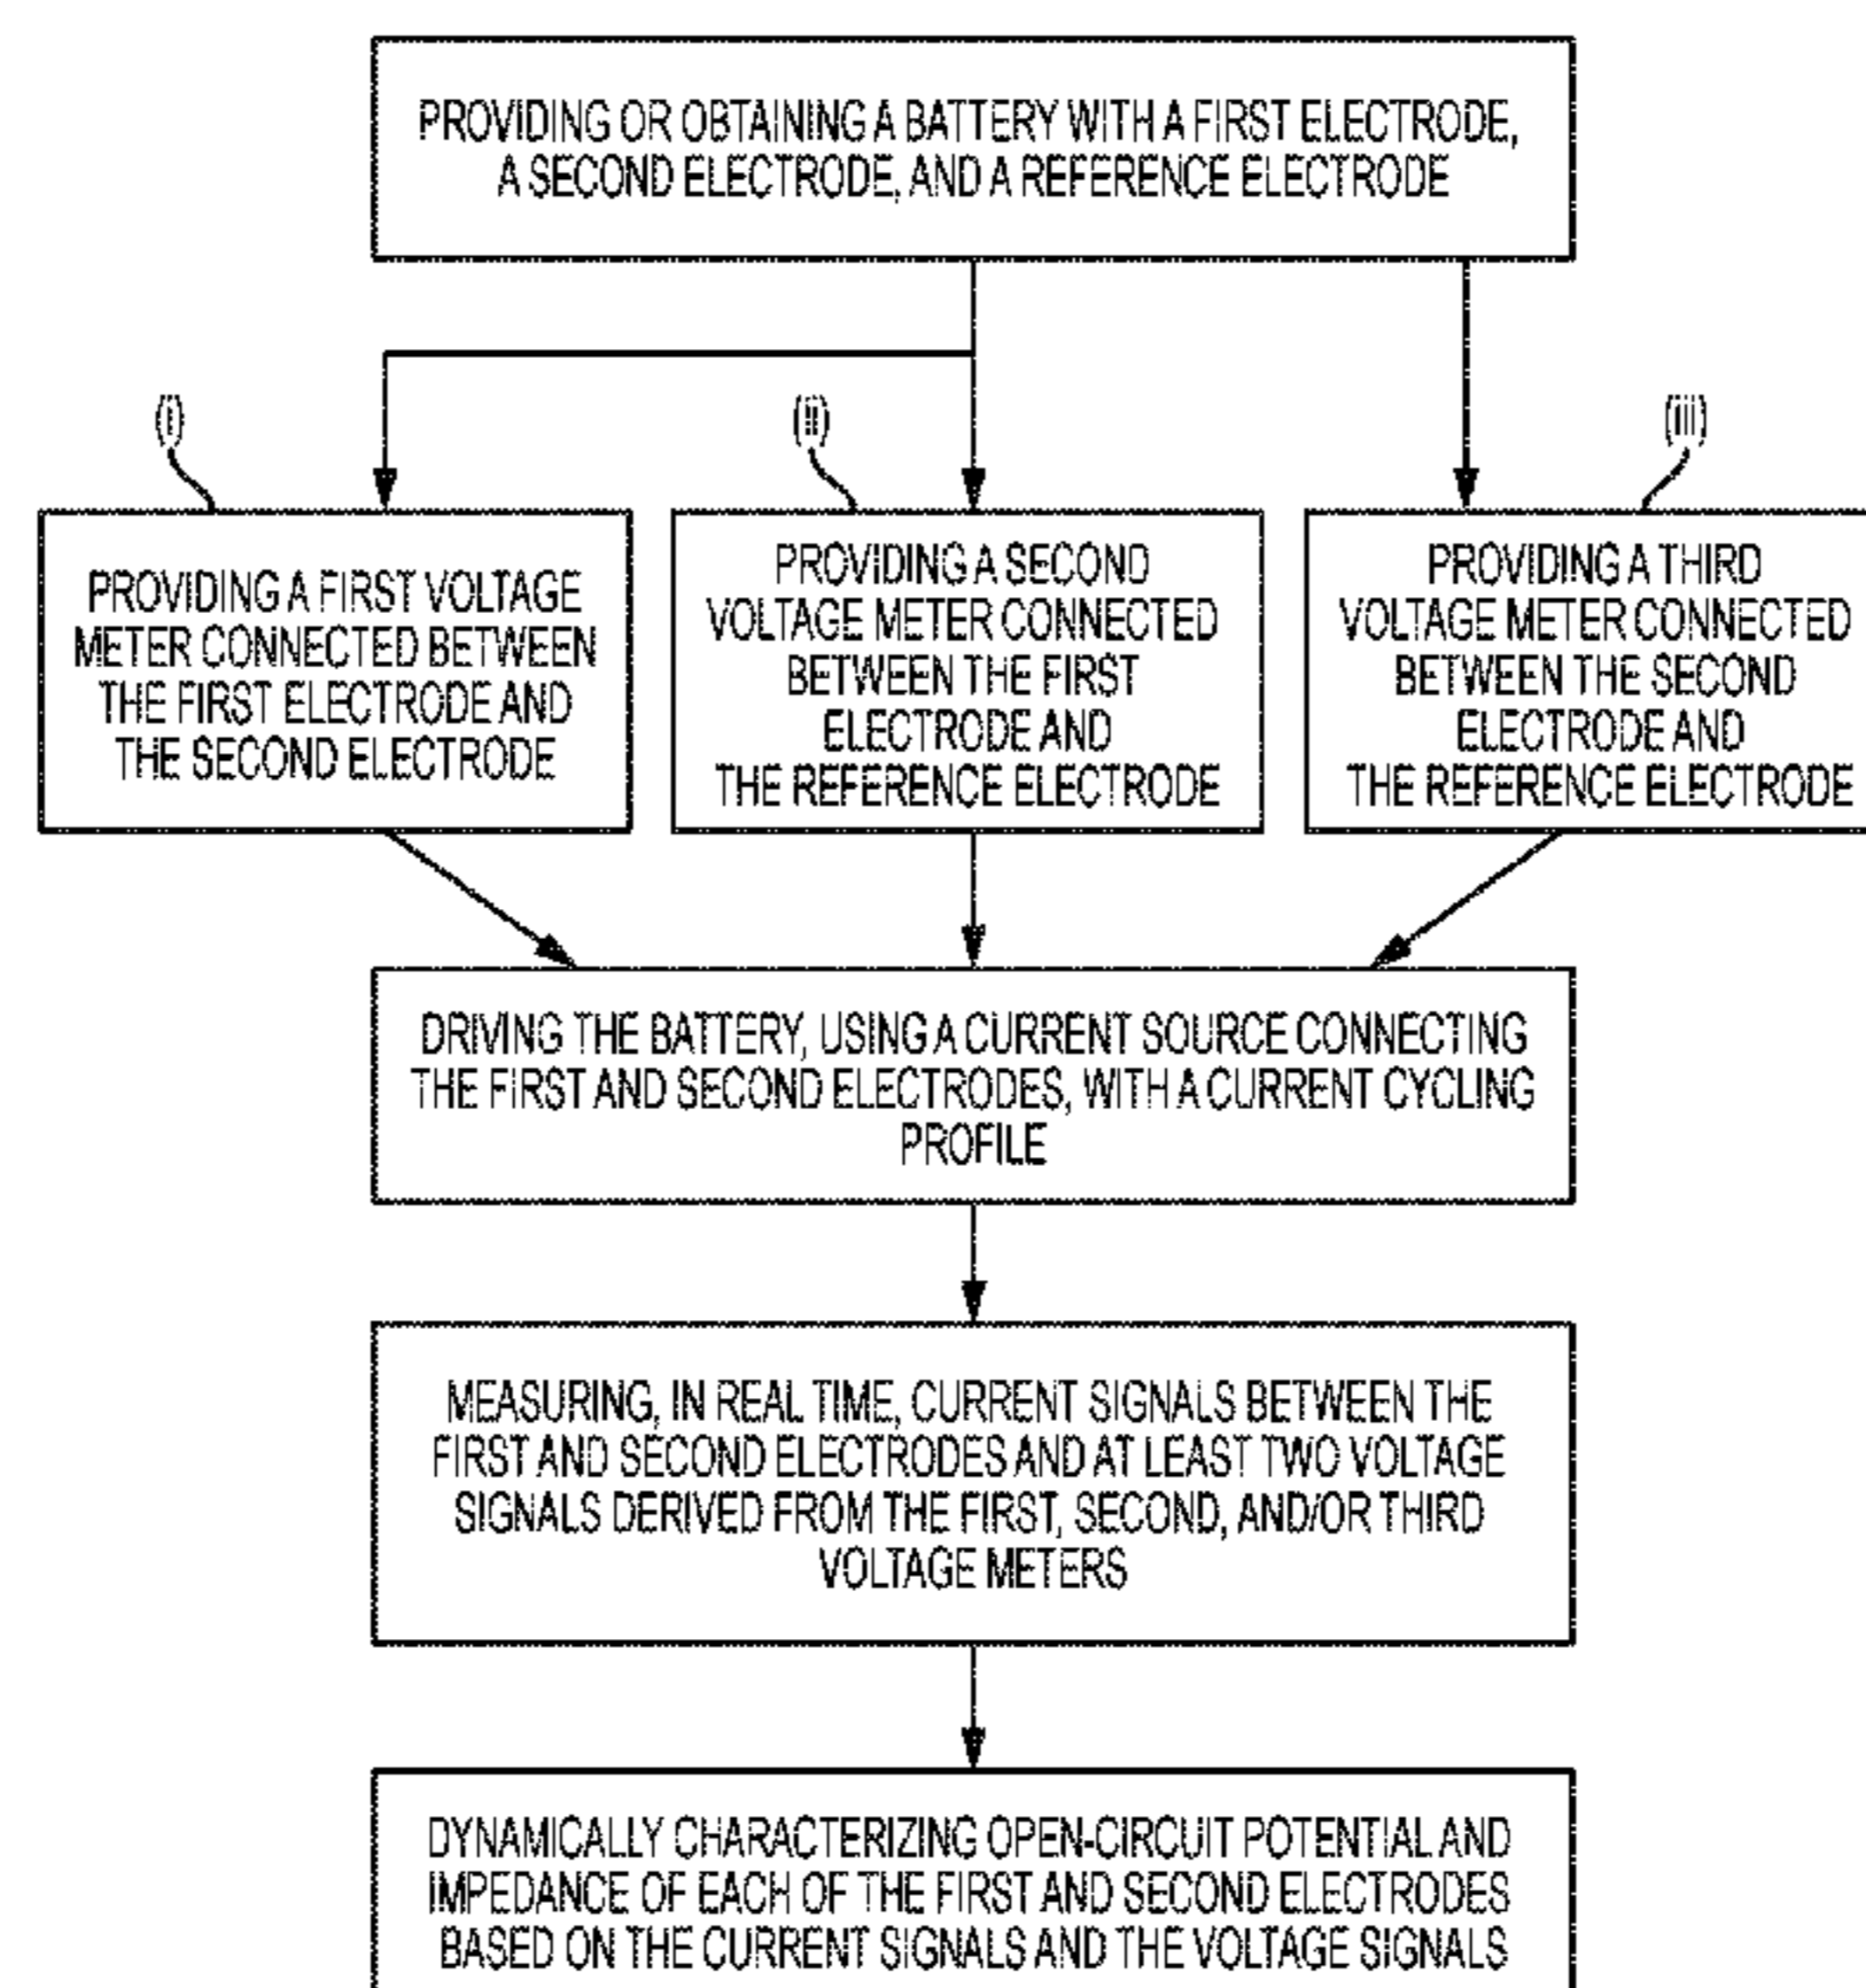 PROVIDING OR OBTAINING A BATTERY WITH A FIRST ELECTRODE,
A SECOND ELECTRODE, AND A REFERENCE ELECTRODE
(i)
(ii)
(iii)
PROVIDING A FIRST VOLTAGE
METER CONNECTED BETWEEN
THE FIRST ELECTRODE AND
THE SECOND ELECTRODE
PROVIDING A SECOND
VOLTAGE METER CONNECTED
BETWEEN THE FIRST
ELECTRODE AND
THE REFERENCE ELECTRODE
PROVIDING A THIRD
VOLTAGE METER CONNECTED
BETWEEN THE SECOND
ELECTRODE AND
THE REFERENCE ELECTRODE
DRIVING THE BATTERY, USING A CURRENT SOURCE CONNECTING
THE FIRST AND SECOND ELECTRODES, WITH A CURRENT CYCLING
PROFILE
MEASURING, IN REAL TIME, CURRENT SIGNALS BETWEEN THE
FIRST AND SECOND ELECTRODES AND AT LEAST TWO VOLTAGE
SIGNALS DERIVED FROM THE FIRST, SECOND, AND/OR THIRD
VOLTAGE METERS
DYNAMICALLY CHARACTERIZING OPEN-CIRCUIT POTENTIAL AND
IMPEDANCE OF EACH OF THE FIRST AND SECOND ELECTRODES
BASED ON THE CURRENT SIGNALS AND THE VOLTAGE SIGNALS